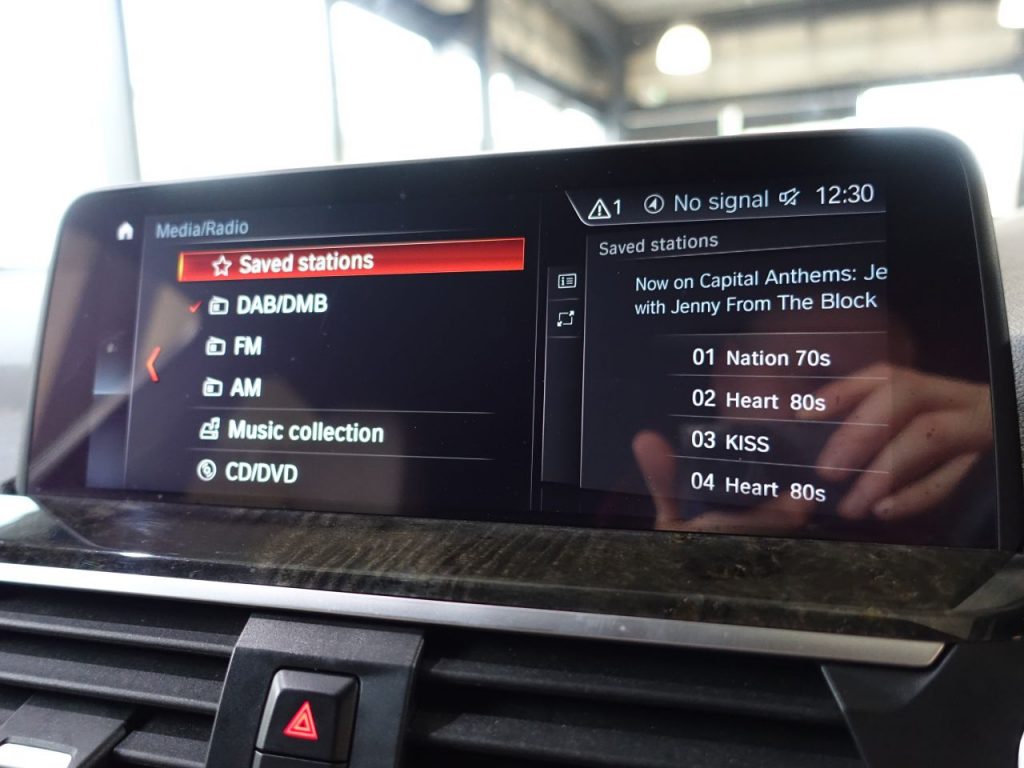 Media/Radio
Saved stations
DAB/DMB
FM
AM
Music collection
CD/DVD
1 No signal 12:30
Saved stations
Now on Capital Anthems: Je
with Jenny From The Block
01 Nation 70s
02 Heart 80s
03 KISS
04 Heart 80s